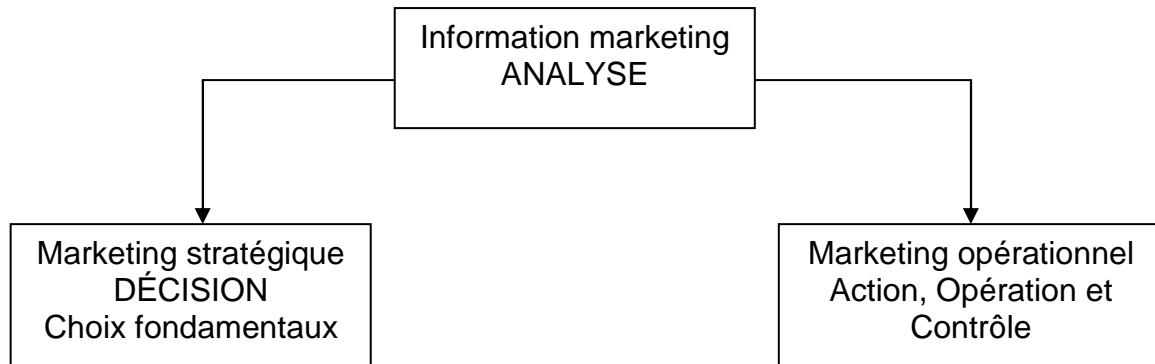 Information marketing
ANALYSE
Marketing stratégique
DÉCISION
Choix fondamentaux
Marketing opérationnel
Action, Opération et
Contrôle